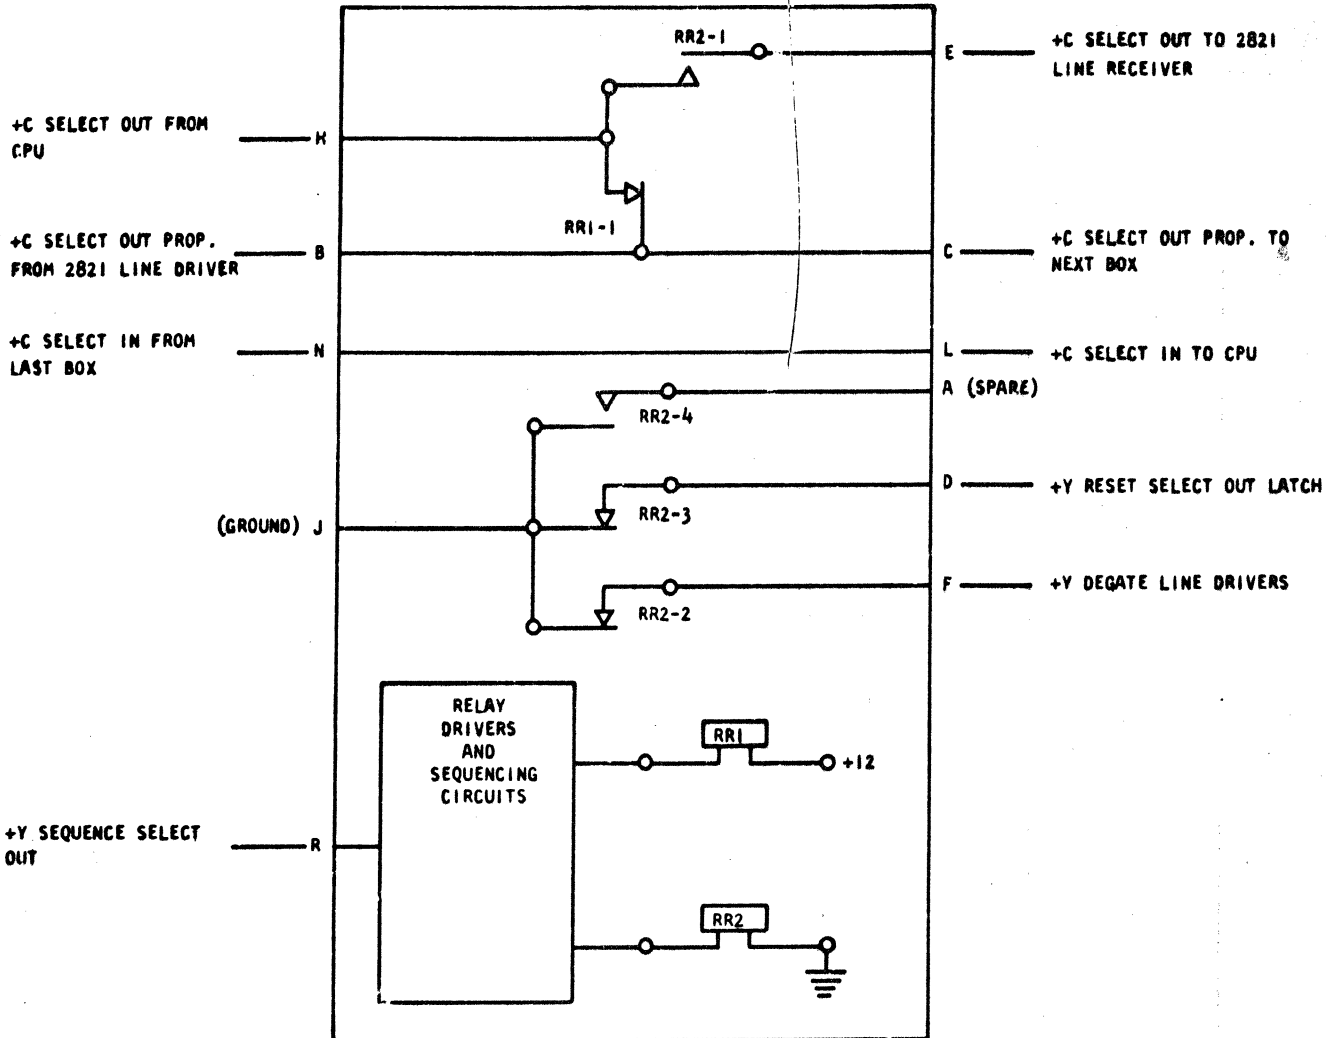 RR2-1
E
+C SELECT OUT TO 2821
LINE RECEIVER
+C SELECT OUT FROM
CPU
K
RR1-1
+C SELECT OUT PROP.
FROM 2821 LINE DRIVER
B
C
+C SELECT OUT PROP. TO
NEXT BOX
+C SELECT IN FROM
LAST BOX
N
L
+C SELECT IN TO CPU
A (SPARE)
RR2-4
D
+Y RESET SELECT OUT LATCH
RR2-3
(GROUND) J
F
+Y DEGATE LINE DRIVERS
RR2-2
RELAY
DRIVERS
AND
SEQUENCING
CIRCUITS
RR1
+12
+Y SEQUENCE SELECT
OUT
R
RR2